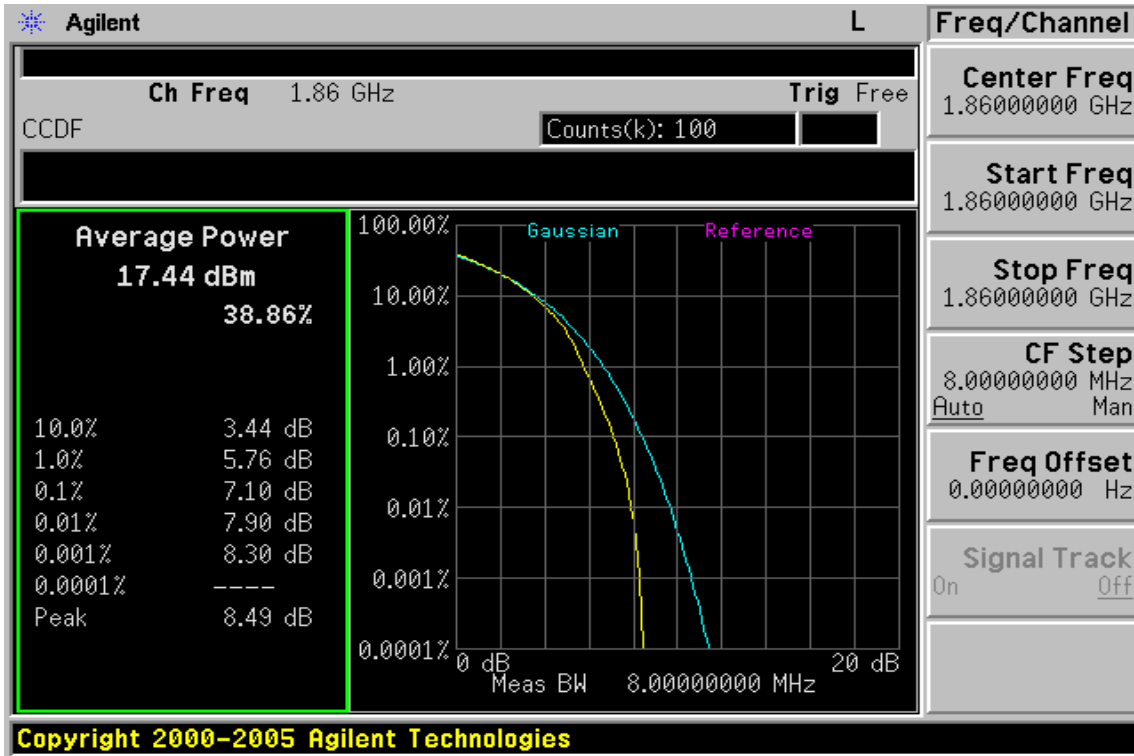 Agilent
L
Freq/Channel
Ch Freq 1.86 GHz
Trig Free
CCDF
Counts(k): 100
Average Power
17.44 dBm
38.86%
10.0% 3.44 dB
1.0% 5.76 dB
0.1% 7.10 dB
0.01% 7.90 dB
0.001% 8.30 dB
0.0001% ----
Peak 8.49 dB
100.00%
10.00%
1.00%
0.10%
0.01%
0.001%
0.0001%
Gaussian
Reference
0 dB
20 dB
Meas BW 8.00000000 MHz
Center Freq
1.86000000 GHz
Start Freq
1.86000000 GHz
Stop Freq
1.86000000 GHz
CF Step
8.00000000 MHz
Auto Man
Freq Offset
0.00000000 Hz
Signal Track
On Off
Copyright 2000-2005 Agilent Technologies